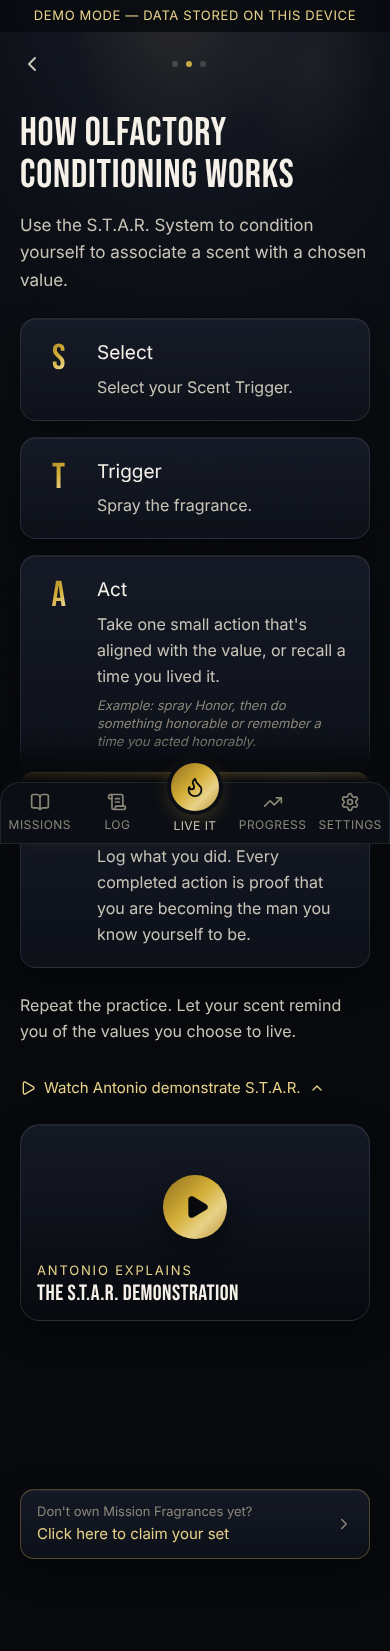 DEMO MODE — DATA STORED ON THIS DEVICE
HOW OLFACTORY
CONDITIONING WORKS
Use the S.T.A.R. System to condition
yourself to associate a scent with a chosen
value.
S
Select
Select your Scent Trigger.
T
Trigger
Spray the fragrance.
A
Act
Take one small action that's
aligned with the value, or recall a
time you lived it.
Example: spray Honor, then do
something honorable or remember a
time you acted honorably.
MISSIONS
LOG
LIVE IT
PROGRESS
SETTINGS
Log what you did. Every
completed action is proof that
you are becoming the man you
know yourself to be.
Repeat the practice. Let your scent remind
you of the values you choose to live.
Watch Antonio demonstrate S.T.A.R.
ANTONIO EXPLAINS
THE S.T.A.R. DEMONSTRATION
Don't own Mission Fragrances yet?
Click here to claim your set